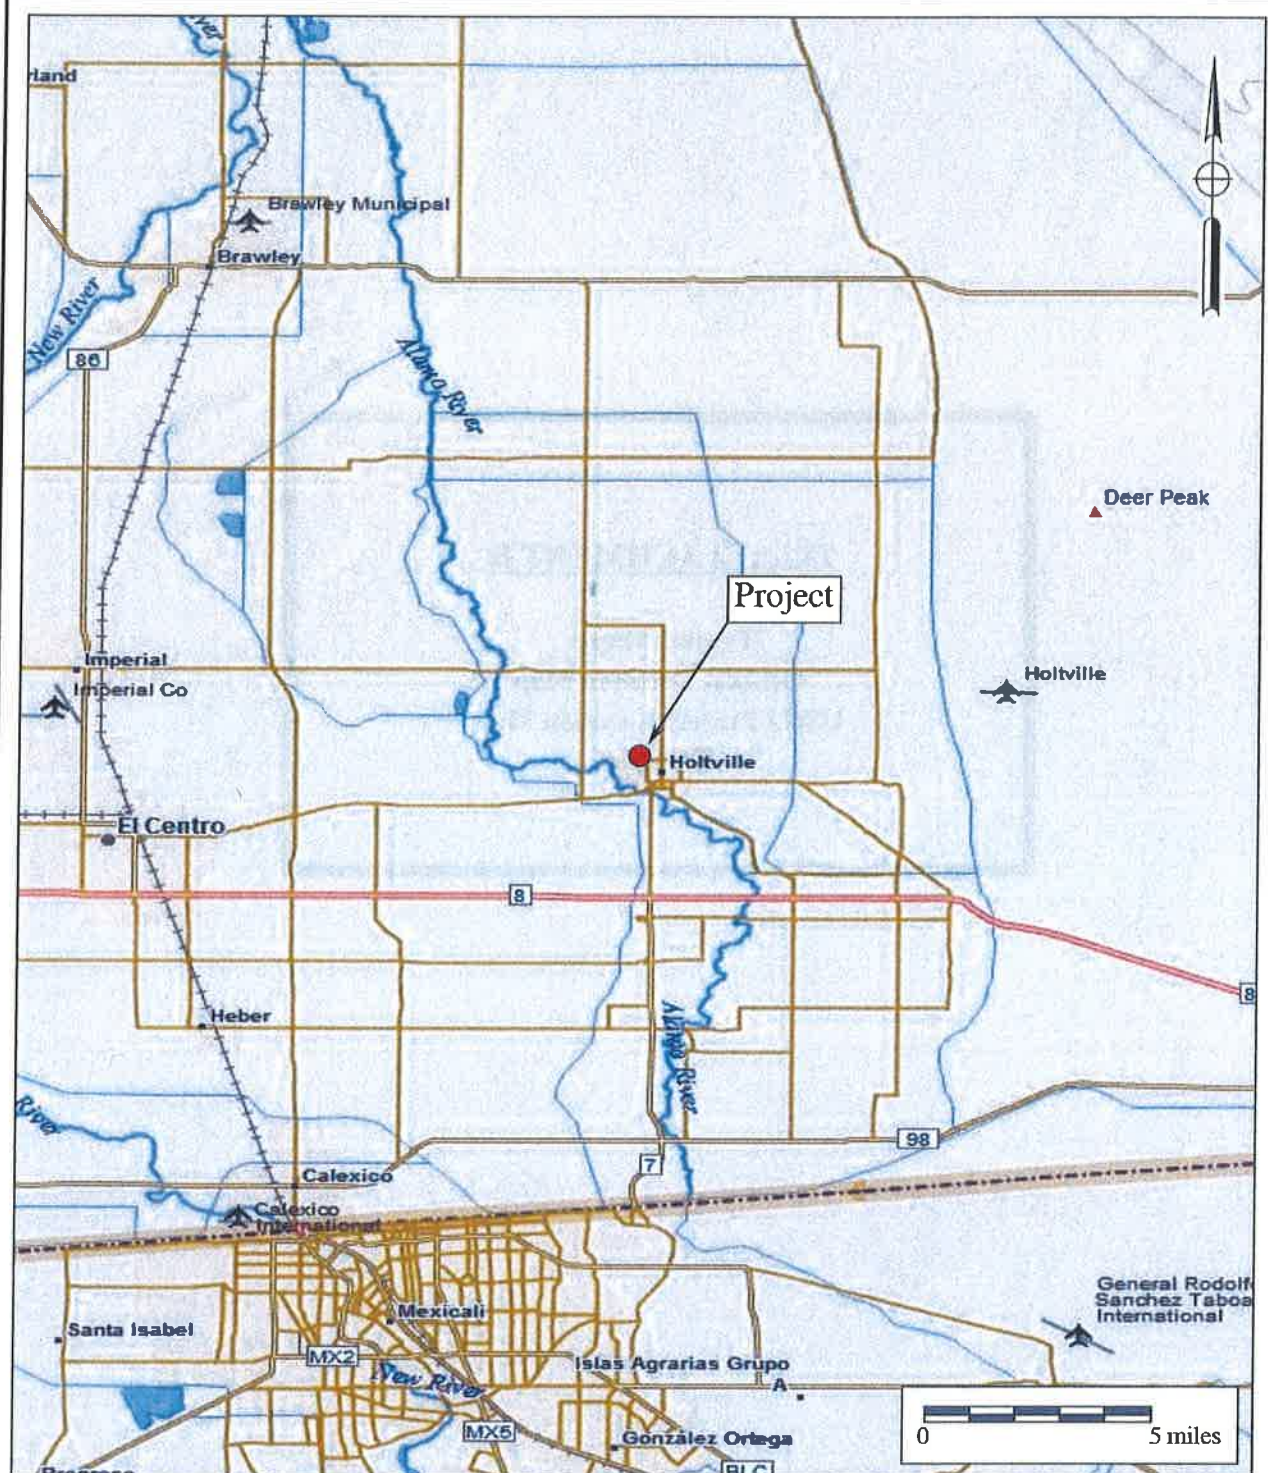 rland
Brawley Municipal
Brawley
New River
86
Alamo River
Deer Peak
Project
Imperial
Imperial Co
Holtville
Holtville
El Centro
8
8
Heber
Alamo River
River
98
7
Calexico
Calexico
International
General Rodolf
Sanchez Taboa
International
Mexicali
Santa Isabel
MX2
Islas Agrarias Grupo
A
New River
MX5
González Ortega
0 5 miles